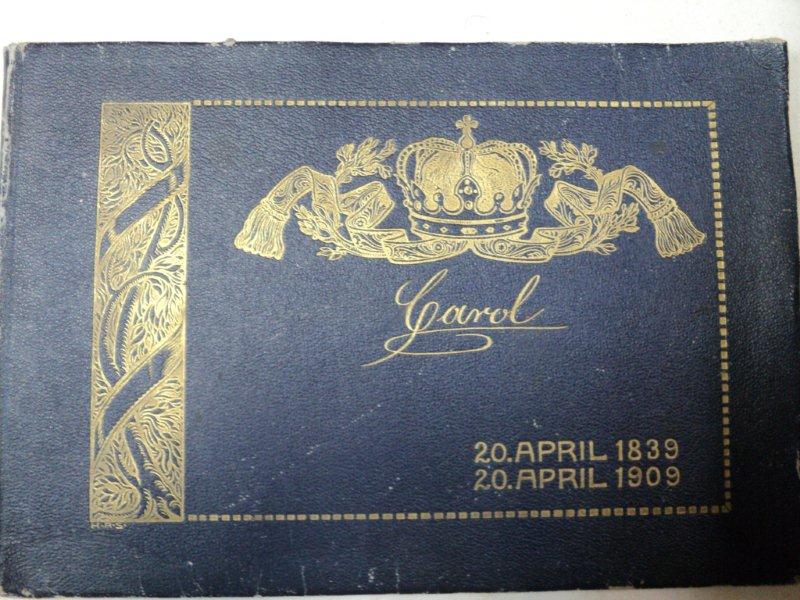 Carol
20. APRIL 1839
20. APRIL 1909
H.A.S.